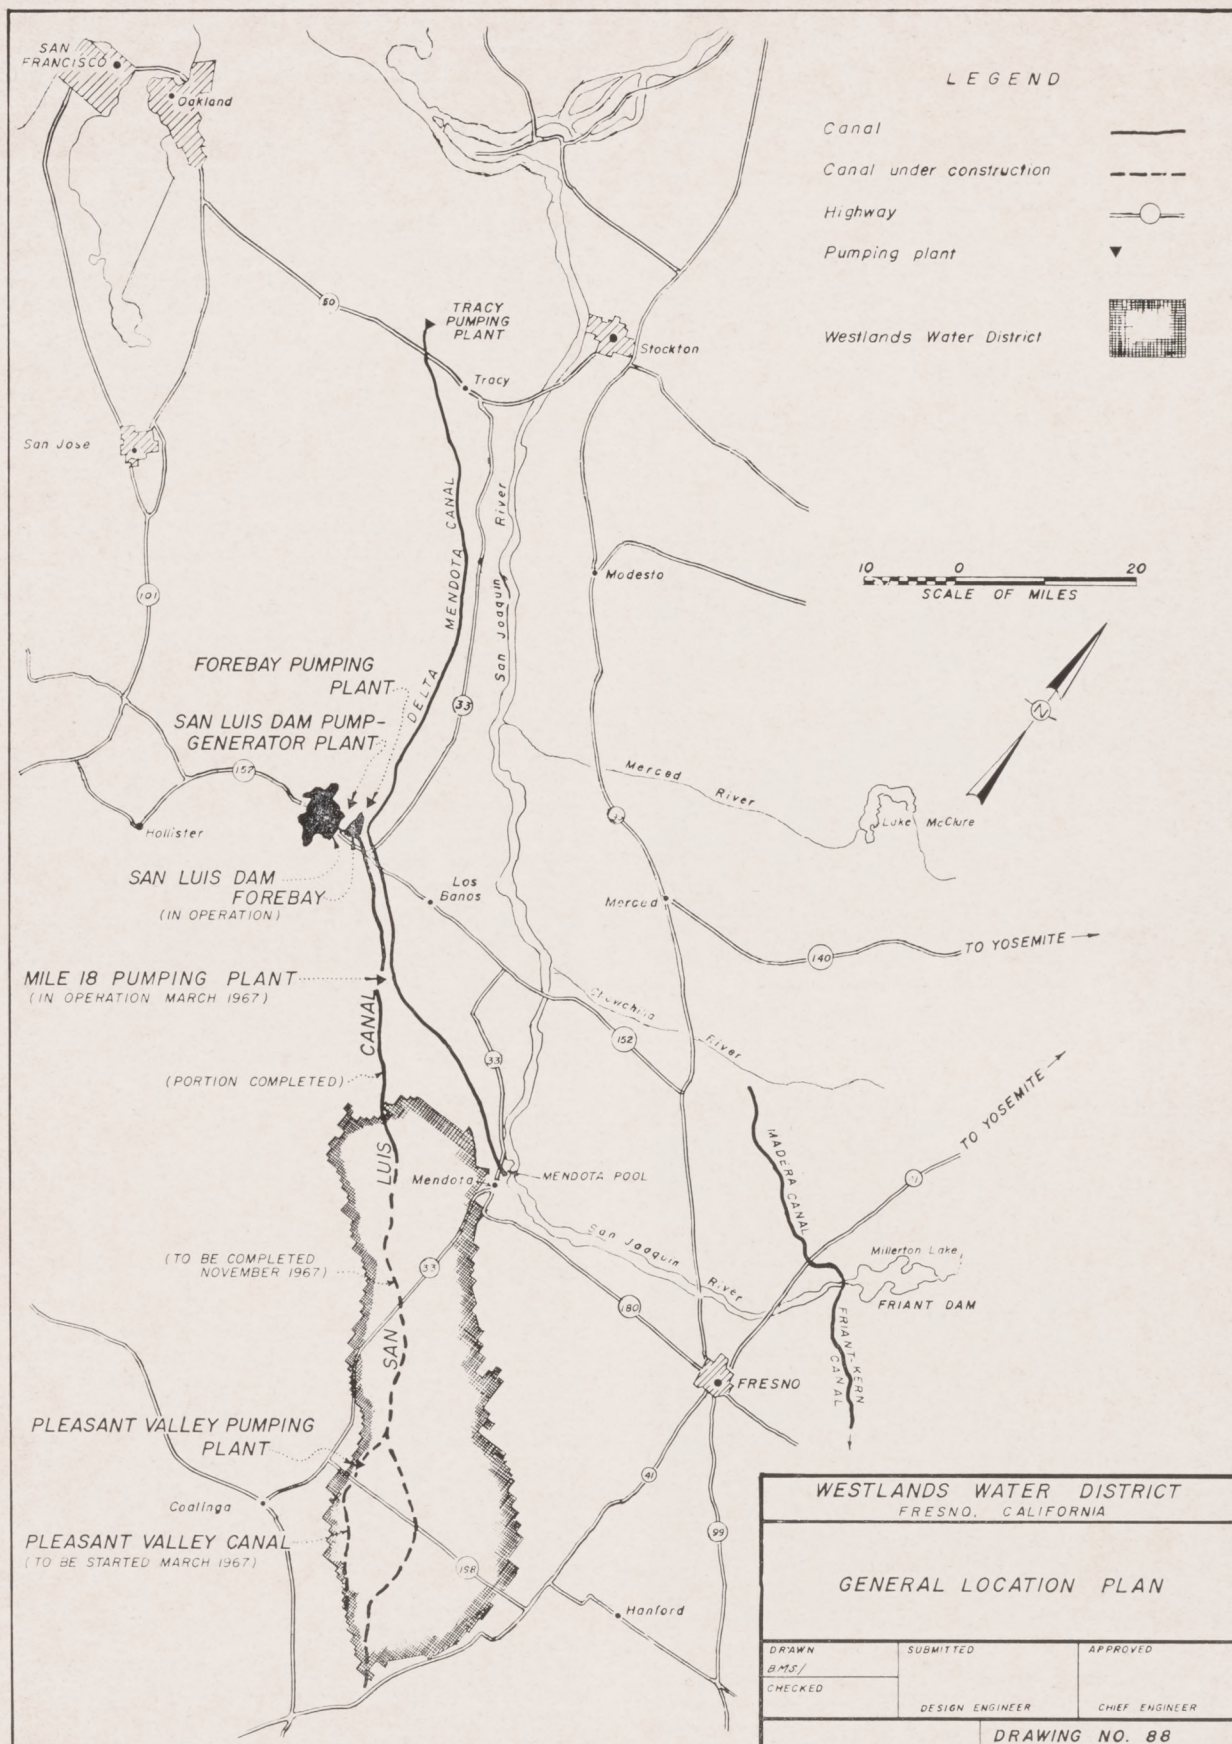 SAN
FRANCISCO
Oakland
LEGEND
Canal
Canal under construction
Highway
Pumping plant
Westlands Water District
50
TRACY
PUMPING
PLANT
Stockton
Tracy
San Jose
DELTA MENDOTA CANAL
San Joaquin River
Modesto
10 0 20
SCALE OF MILES
101
N
FOREBAY PUMPING
PLANT
33
SAN LUIS DAM PUMP-
GENERATOR PLANT
152
Merced River
Lake McClure
Hollister
SAN LUIS DAM
FOREBAY
(IN OPERATION)
Los
Banos
Merced
140
TO YOSEMITE
MILE 18 PUMPING PLANT
(IN OPERATION MARCH 1967)
Chowchilla River
152
33
SAN LUIS CANAL
(PORTION COMPLETED)
TO YOSEMITE
MADERA CANAL
Mendota
MENDOTA POOL
San Joaquin River
(TO BE COMPLETED
NOVEMBER 1967)
33
180
Millerton Lake
FRIANT DAM
FRIANT-KERN
CANAL
FRESNO
PLEASANT VALLEY PUMPING
PLANT
Coalinga
41
99
PLEASANT VALLEY CANAL
(TO BE STARTED MARCH 1967)
198
Hanford
WESTLANDS WATER DISTRICT
FRESNO, CALIFORNIA
GENERAL LOCATION PLAN
DRAWN
B.M.S./
CHECKED
SUBMITTED
DESIGN ENGINEER
APPROVED
CHIEF ENGINEER
DRAWING NO. 88